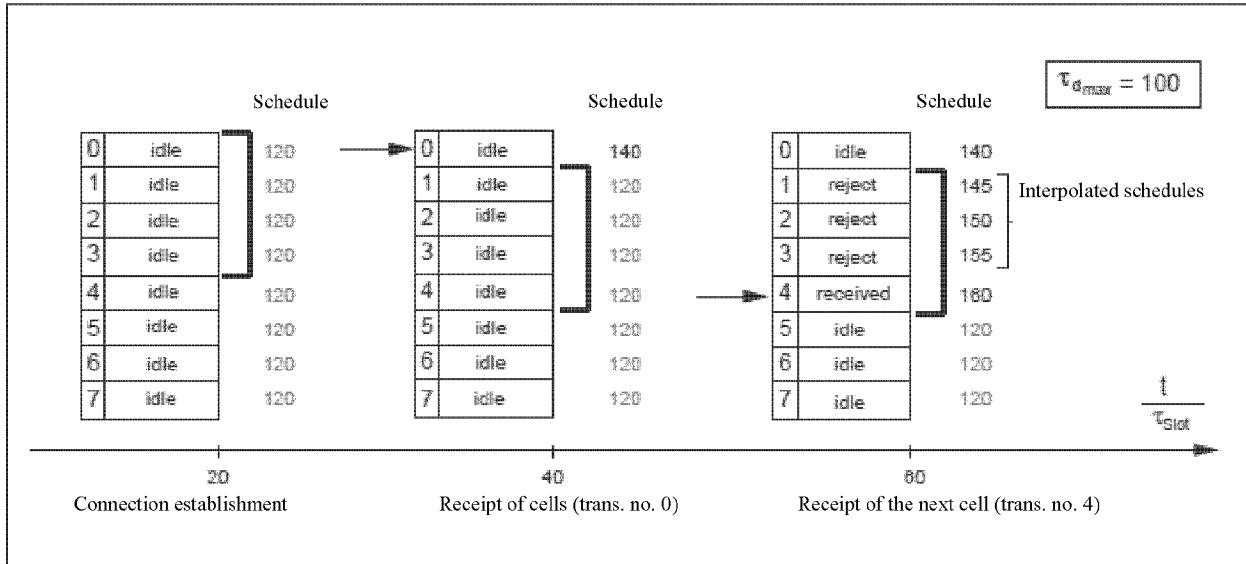 τdmax = 100
Schedule Schedule Schedule
0 idle 120 0 idle 140 0 idle 140
1 idle 120 1 idle 120 1 reject 145 Interpolated schedules
2 idle 120 2 idle 120 2 reject 150
3 idle 120 3 idle 120 3 reject 155
4 idle 120 4 idle 120 4 received 160
5 idle 120 5 idle 120 5 idle 120
6 idle 120 6 idle 120 6 idle 120
7 idle 120 7 idle 120 7 idle 120
t
τSlot
20 40 60
Connection establishment Receipt of cells (trans. no. 0) Receipt of the next cell (trans. no. 4)